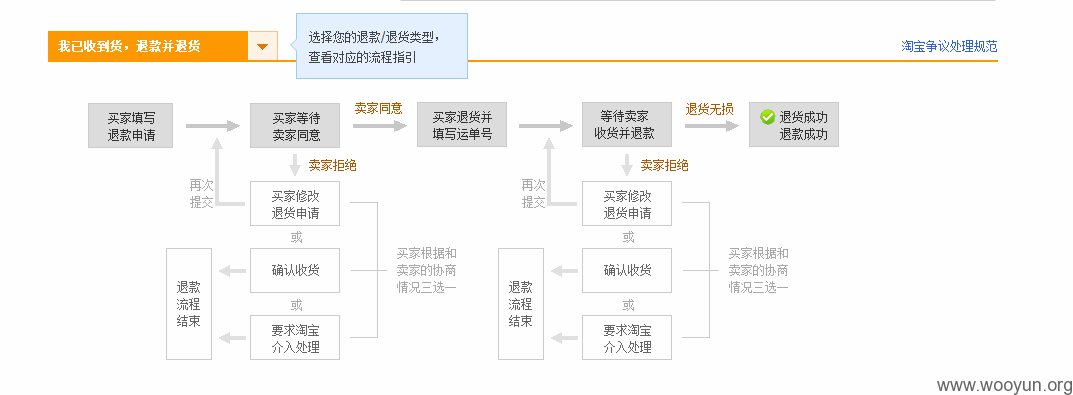 我已收到货，退款并退货
选择您的退款/退货类型，
查看对应的流程指引
淘宝争议处理规范
买家填写
退款申请
买家等待
卖家同意
卖家同意
买家退货并
填写运单号
等待卖家
收货并退款
退货无损
退货成功
退款成功
卖家拒绝
卖家拒绝
再次
提交
买家修改
退货申请
再次
提交
买家修改
退货申请
或
或
退款
流程
结束
确认收货
买家根据和
卖家的协商
情况三选一
退款
流程
结束
确认收货
买家根据和
卖家的协商
情况三选一
或
或
要求淘宝
介入处理
要求淘宝
介入处理
www.wooyun.org